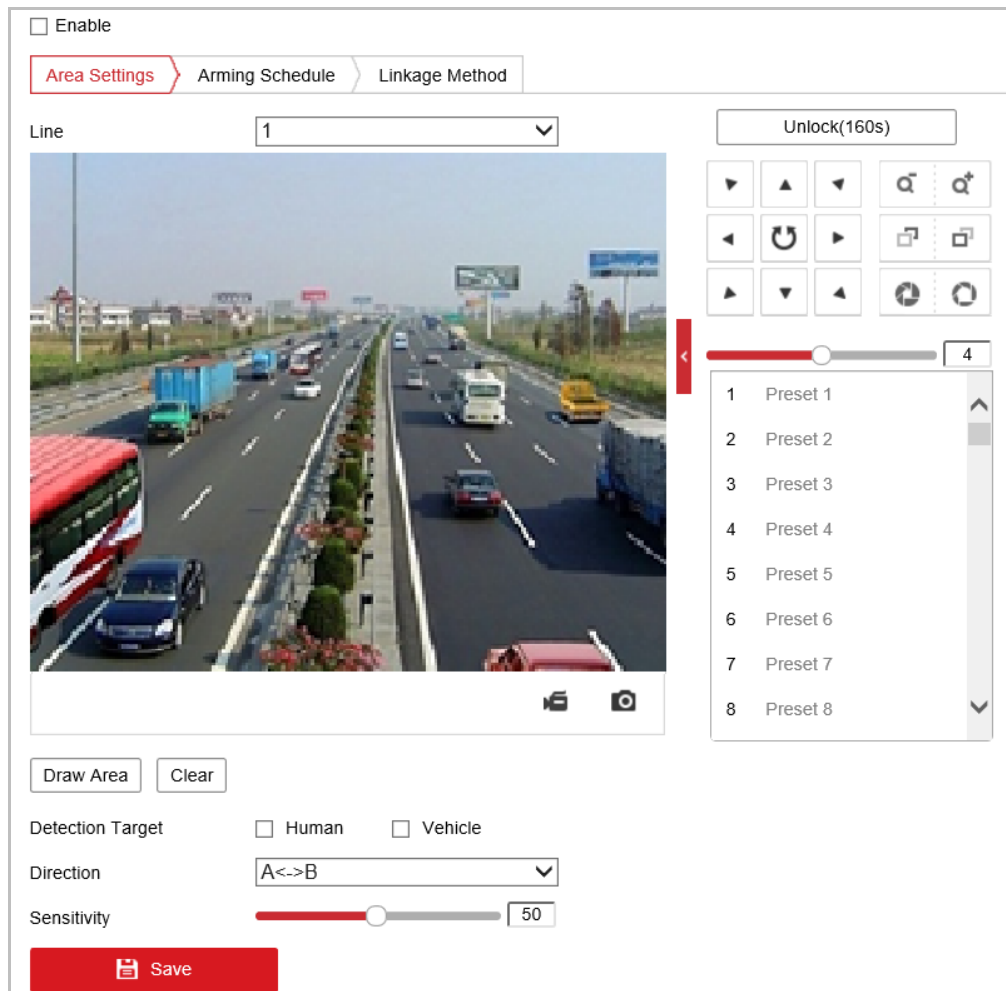 Enable
Area Settings
Arming Schedule
Linkage Method
Line
1
Unlock(160s)
4
1 Preset 1
2 Preset 2
3 Preset 3
4 Preset 4
5 Preset 5
6 Preset 6
7 Preset 7
8 Preset 8
Draw Area
Clear
Detection Target
Human
Vehicle
Direction
A<->B
Sensitivity
50
Save